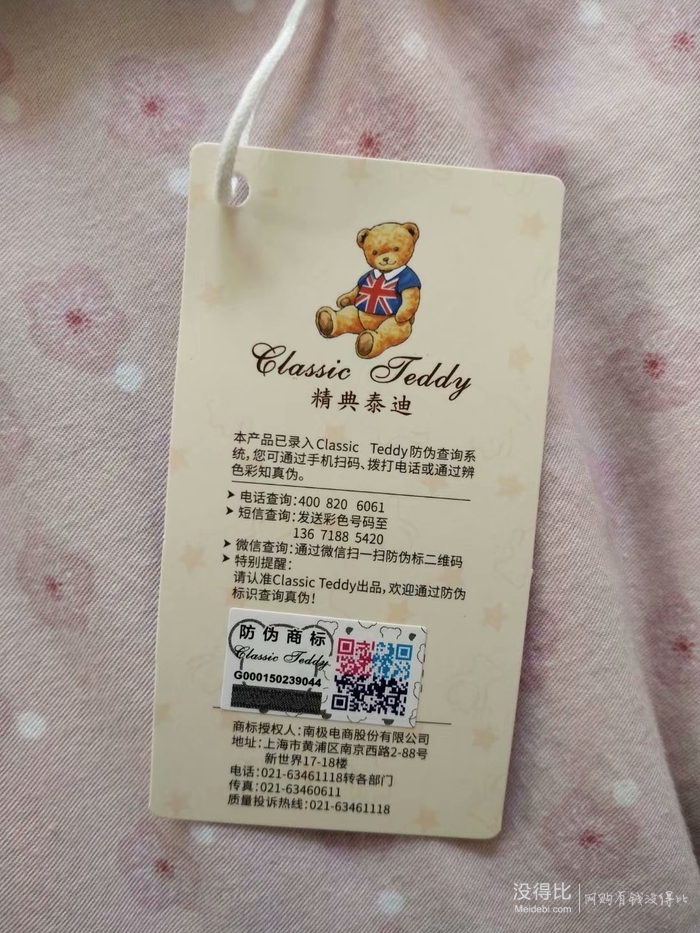 Classic Teddy
精典泰迪
本产品已录入Classic Teddy防伪查询系
统，您可通过手机扫码、拨打电话或通过辨
色彩知真伪。
电话查询：400 820 6061
短信查询：发送彩色号码至
136 7188 5420
微信查询：通过微信扫一扫防伪标二维码
特别提醒：
请认准Classic Teddy出品，欢迎通过防伪
标识查询真伪！
防伪商标
Classic Teddy
G000150239044
商标授权人：南极电商股份有限公司
地址：上海市黄浦区南京西路2-88号
新世界17-18楼
电话：021-63461118转各部门
传真：021-63460611
质量投诉热线：021-63461118
没得比
Meidebi.com
网购有钱没得比